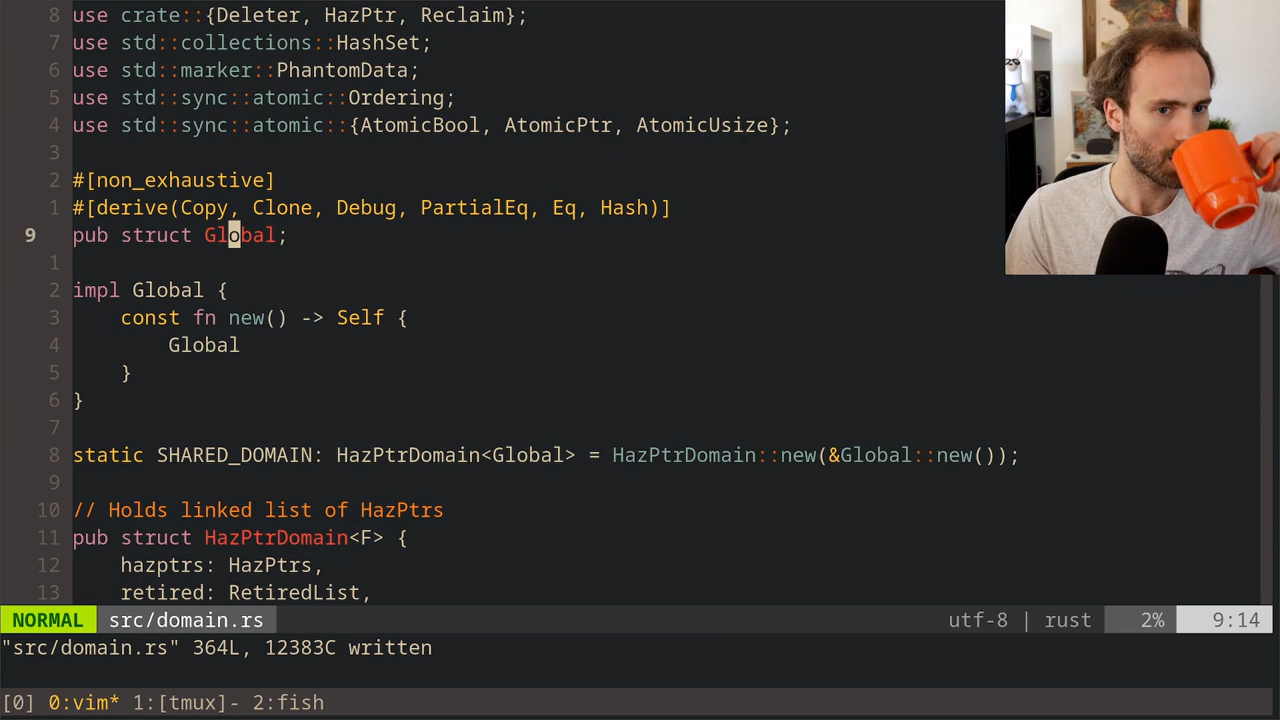 8 use crate::{Deleter, HazPtr, Reclaim};
7 use std::collections::HashSet;
6 use std::marker::PhantomData;
5 use std::sync::atomic::Ordering;
4 use std::sync::atomic::{AtomicBool, AtomicPtr, AtomicUsize};
3
2 #[non_exhaustive]
1 #[derive(Copy, Clone, Debug, PartialEq, Eq, Hash)]
9 pub struct Global;
1
2 impl Global {
3     const fn new() -> Self {
4         Global
5     }
6 }
7
8 static SHARED_DOMAIN: HazPtrDomain<Global> = HazPtrDomain::new(&Global::new());
9
10 // Holds linked list of HazPtrs
11 pub struct HazPtrDomain<F> {
12     hazptrs: HazPtrs,
13     retired: RetiredList,
NORMAL src/domain.rs utf-8 | rust 2% 9:14
"src/domain.rs" 364L, 12383C written
[0] 0:vim* 1:[tmux]- 2:fish